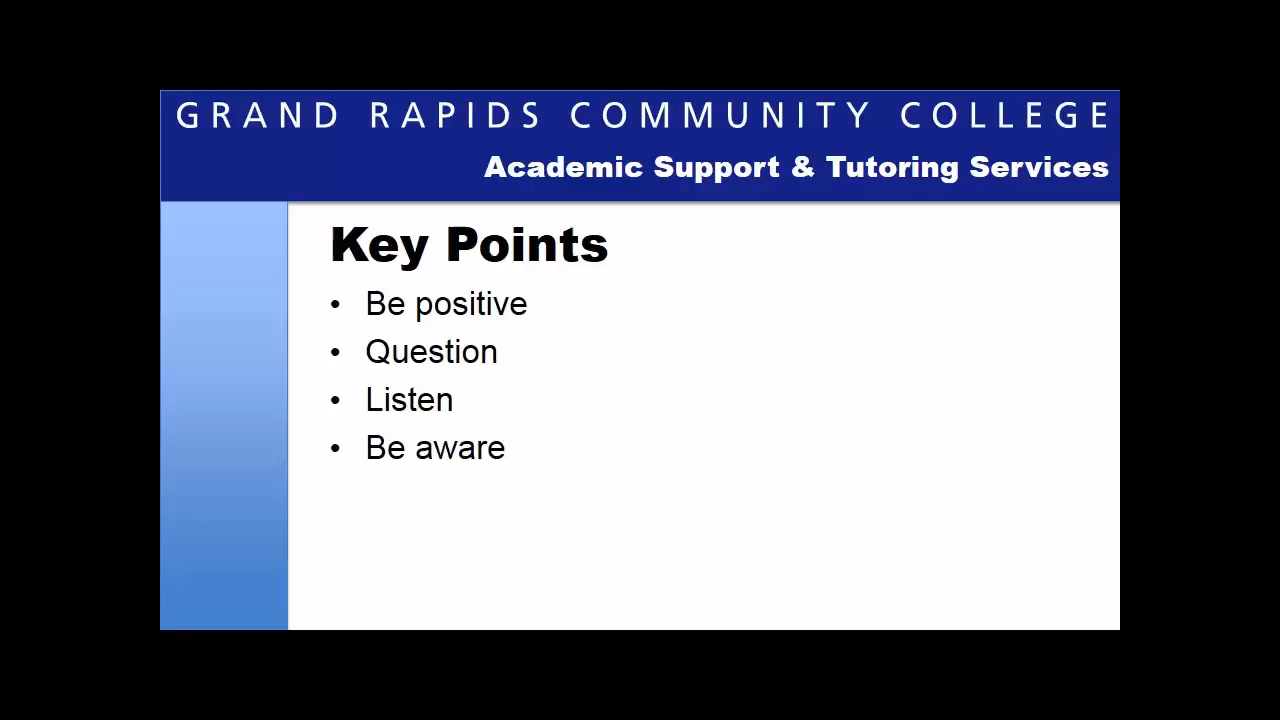 GRAND RAPIDS COMMUNITY COLLEGE
Academic Support & Tutoring Services
Key Points
• Be positive
• Question
• Listen
• Be aware